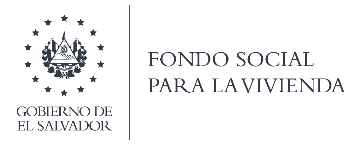 GOBIERNO DE
EL SALVADOR
FONDO SOCIAL
PARA LA VIVIENDA